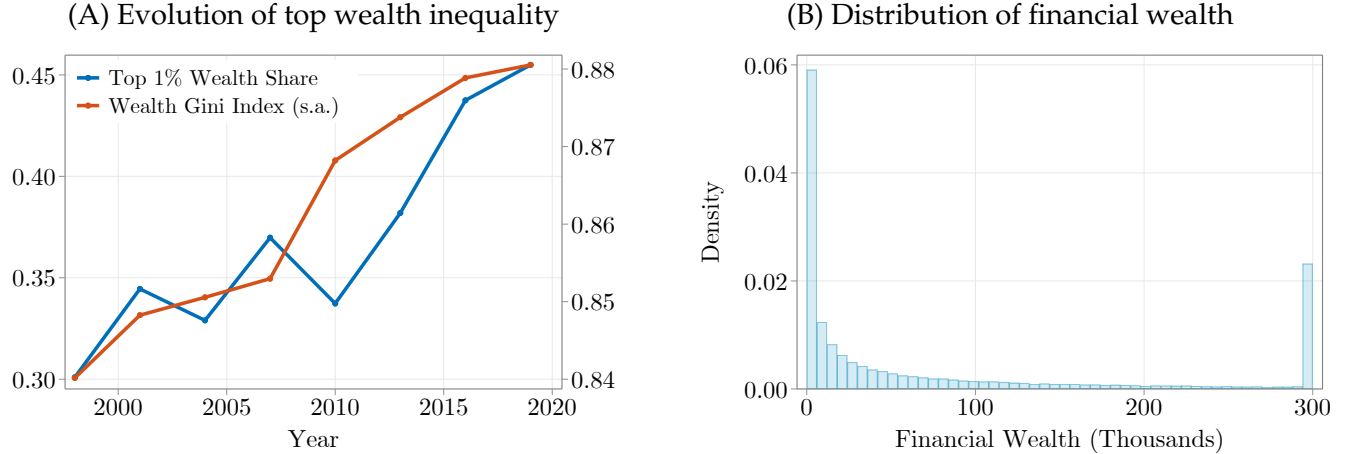 (A) Evolution of top wealth inequality
0.45
0.40
0.35
0.30
Top 1% Wealth Share
Wealth Gini Index (s.a.)
0.88
0.87
0.86
0.85
0.84
2000 2005 2010 2015 2020
Year
(B) Distribution of financial wealth
Density
0.06
0.04
0.02
0.00
0 100 200 300
Financial Wealth (Thousands)